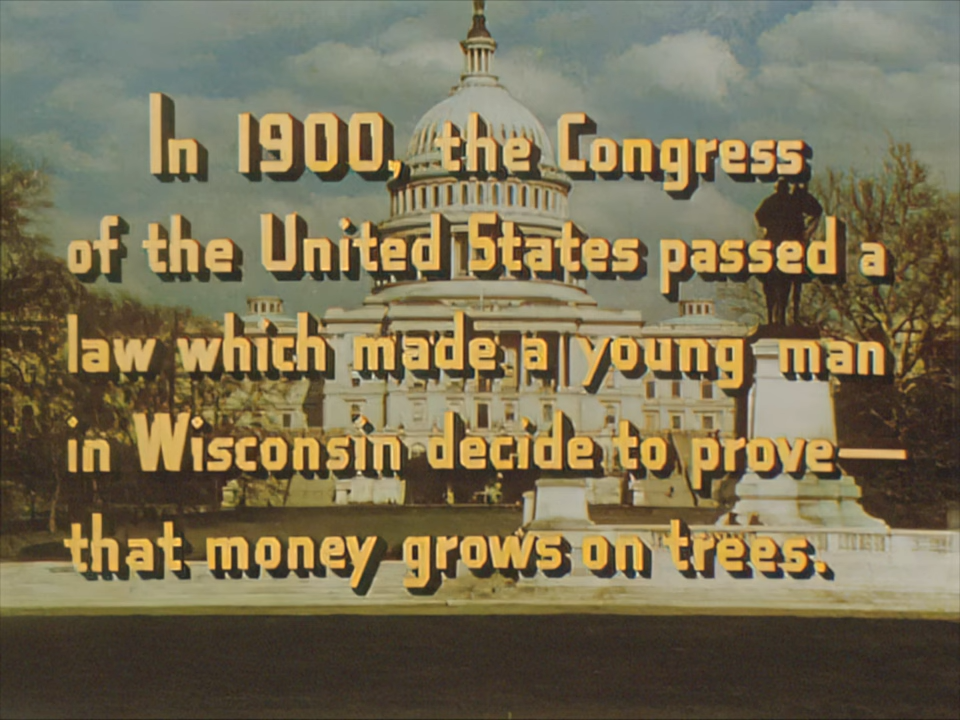 In 1900, the Congress
of the United States passed a
law which made a young man
in Wisconsin decide to prove—
that money grows on trees.